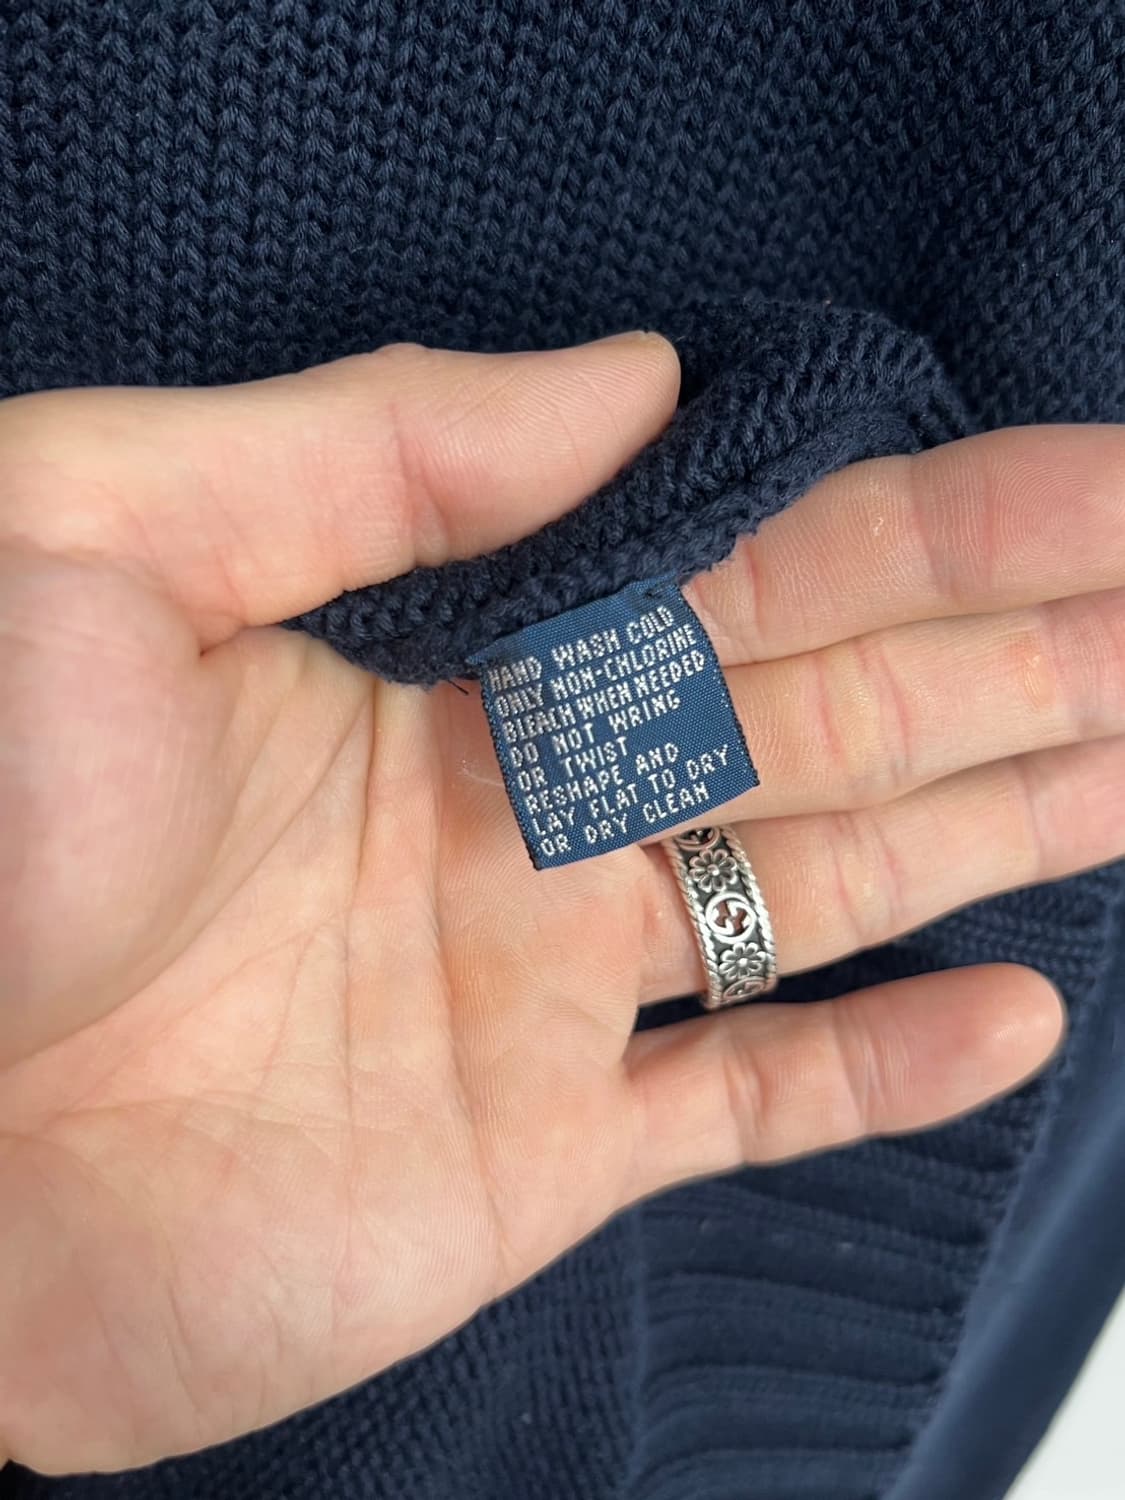 HAND WASH COLD
ONLY NON-CHLORINE
BLEACH WHEN NEEDED
DO NOT WRING
OR TWIST
RESHAPE AND
LAY FLAT TO DRY
OR DRY CLEAN